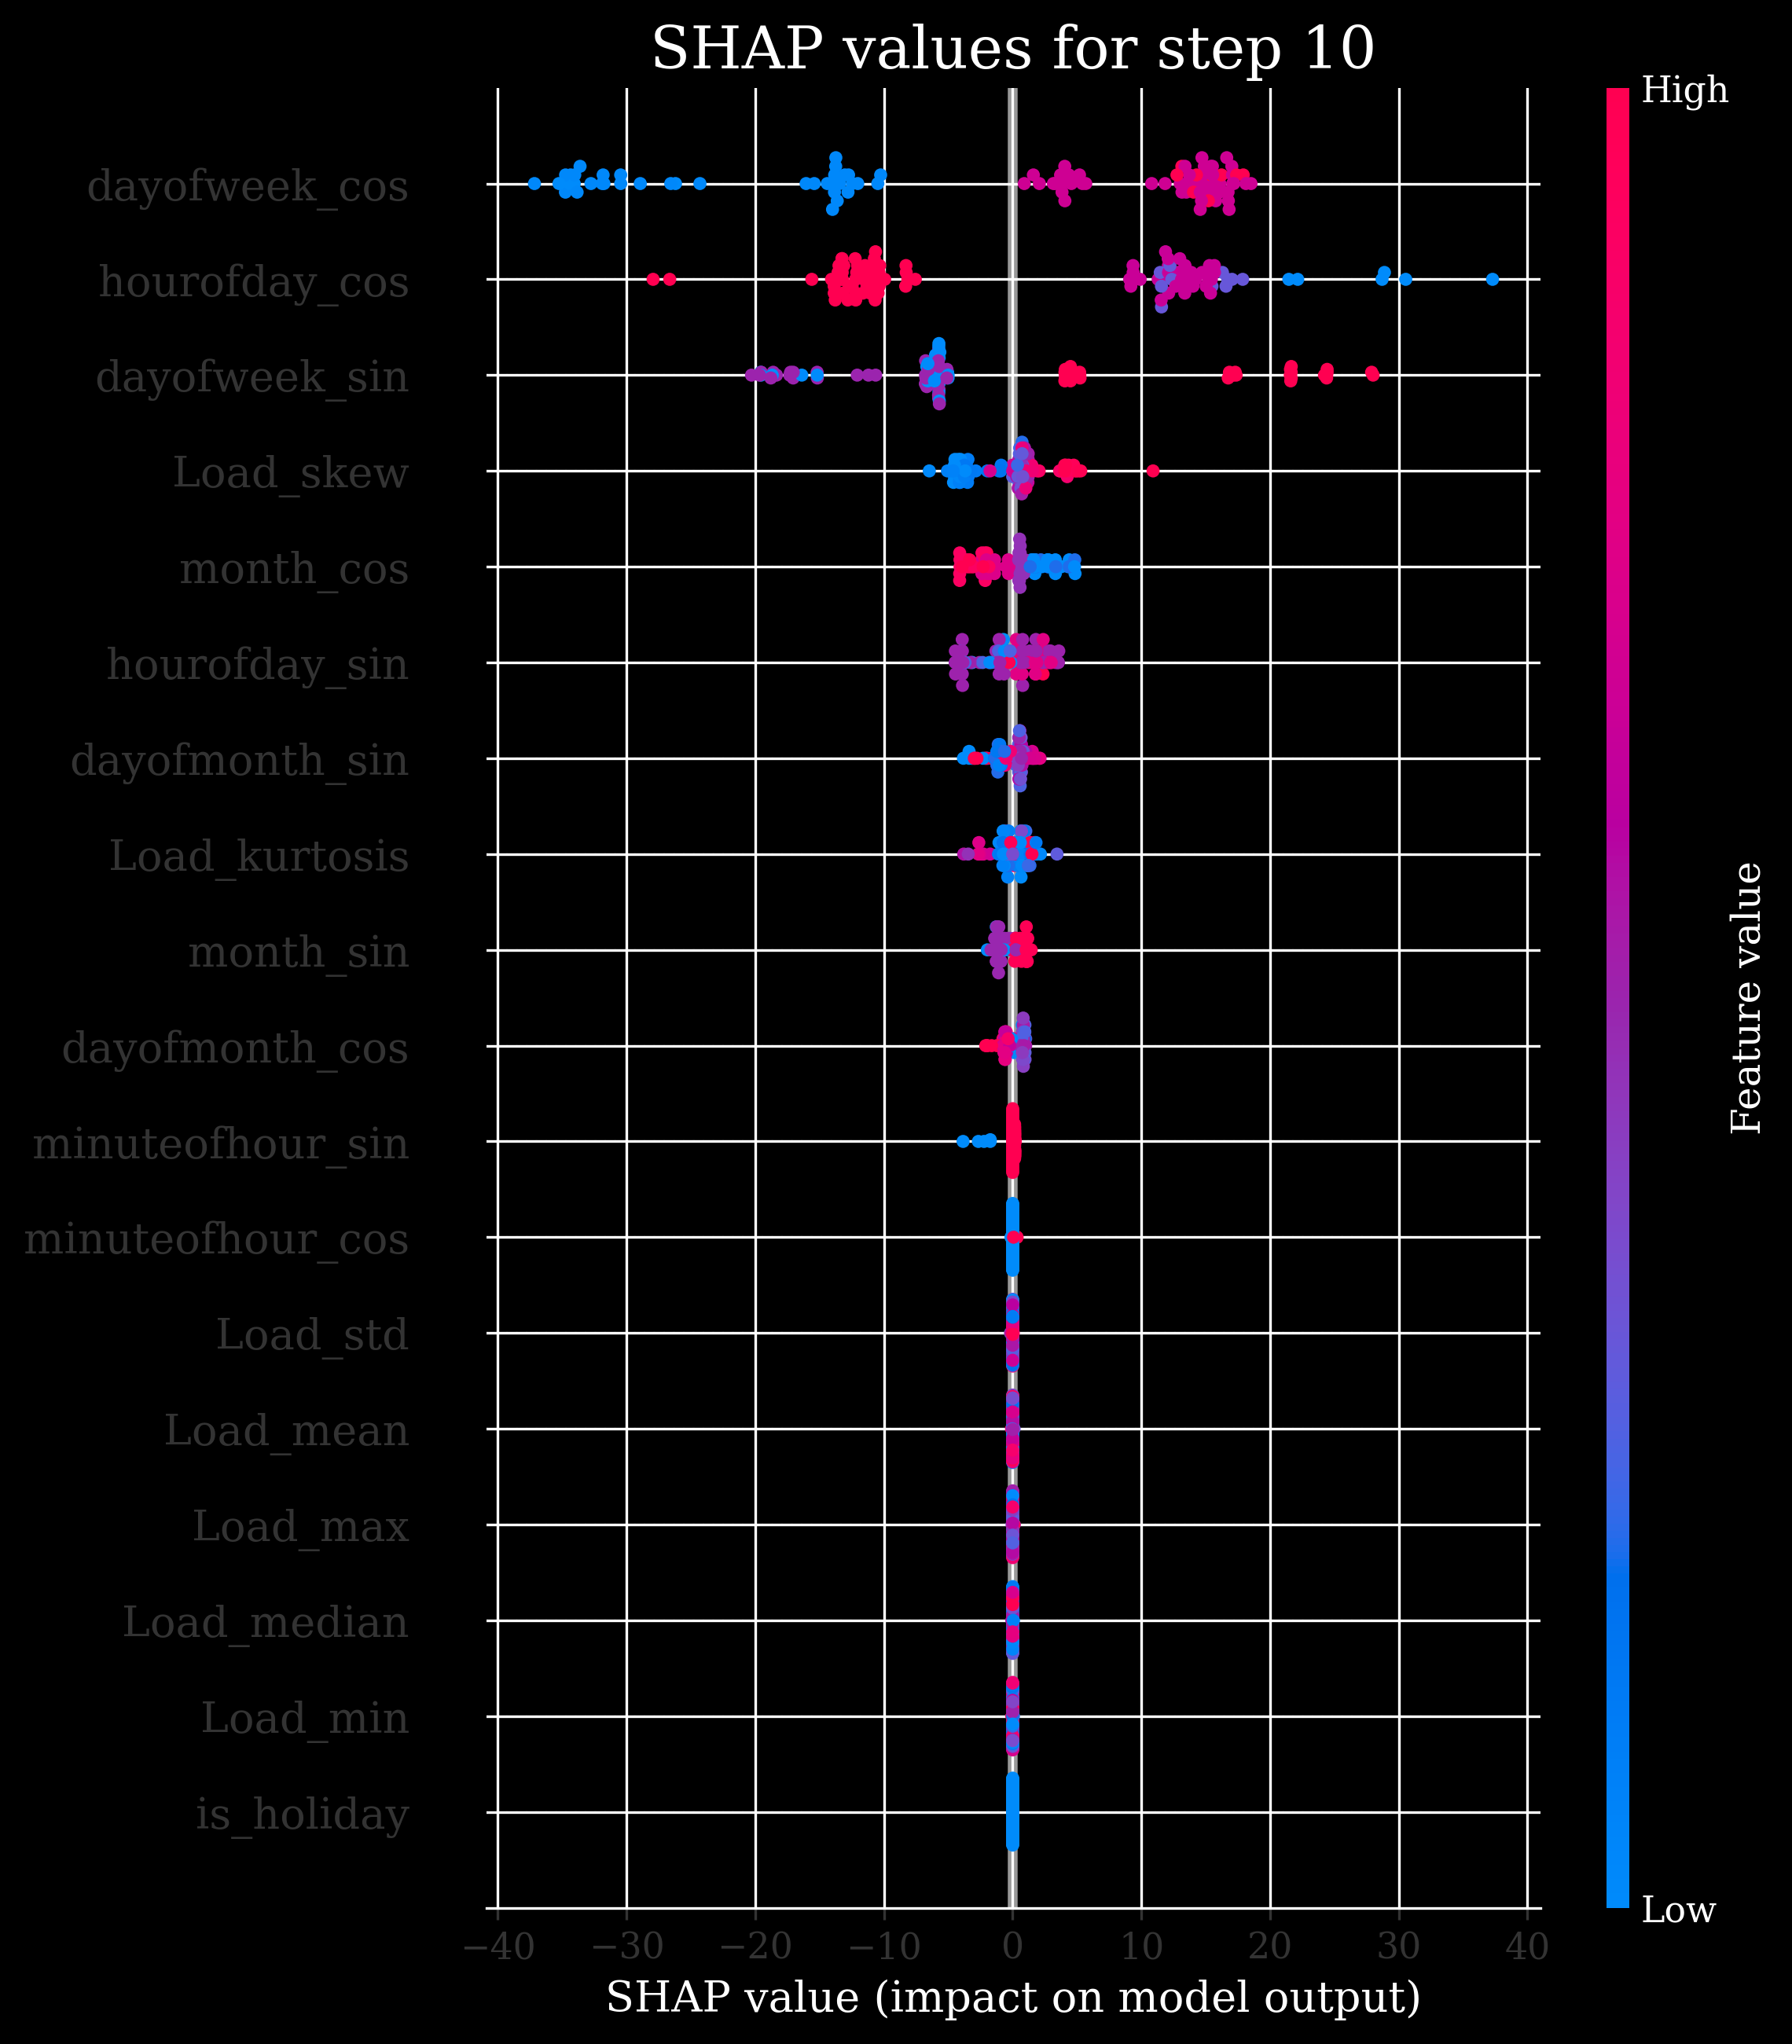 SHAP values for step 10
High
dayofweek_cos
hourofday_cos
dayofweek_sin
Load_skew
month_cos
hourofday_sin
dayofmonth_sin
Load_kurtosis
month_sin
dayofmonth_cos
minuteofhour_sin
minuteofhour_cos
Load_std
Load_mean
Load_max
Load_median
Load_min
is_holiday
Feature value
Low
−40 −30 −20 −10 0 10 20 30 40
SHAP value (impact on model output)